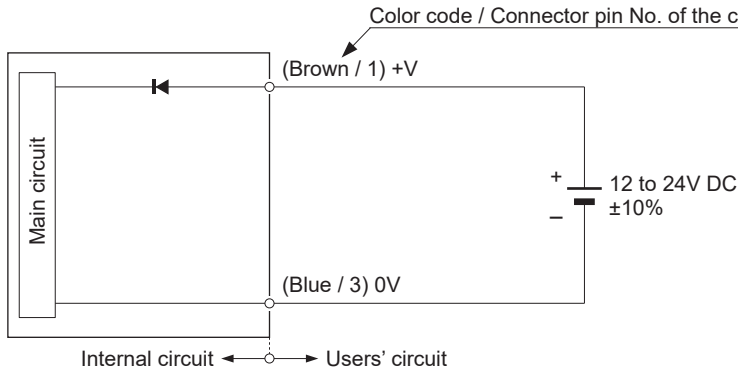 Color code / Connector pin No. of the c
(Brown / 1) +V
Main circuit
+
12 to 24V DC
±10%
–
(Blue / 3) 0V
Internal circuit
Users’ circuit